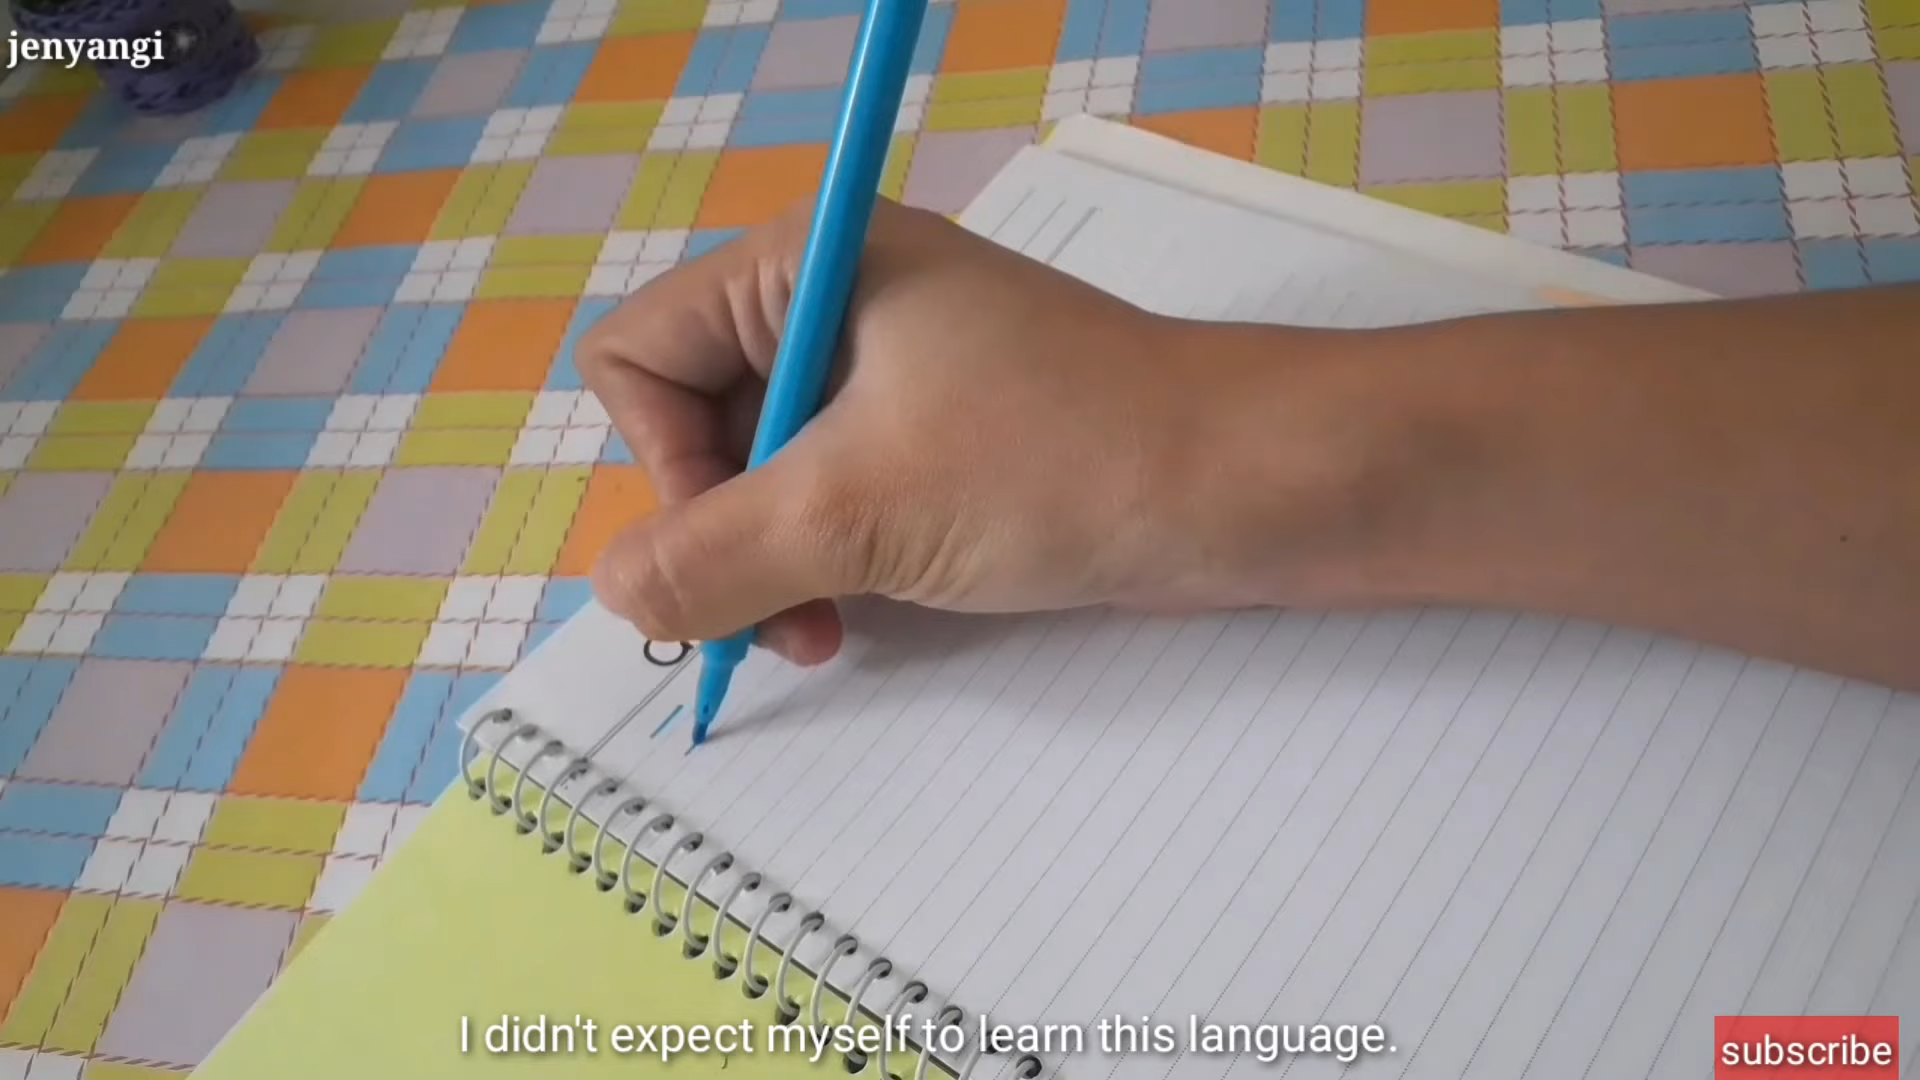 jenyangi
I didn't expect myself to learn this language.
subscribe